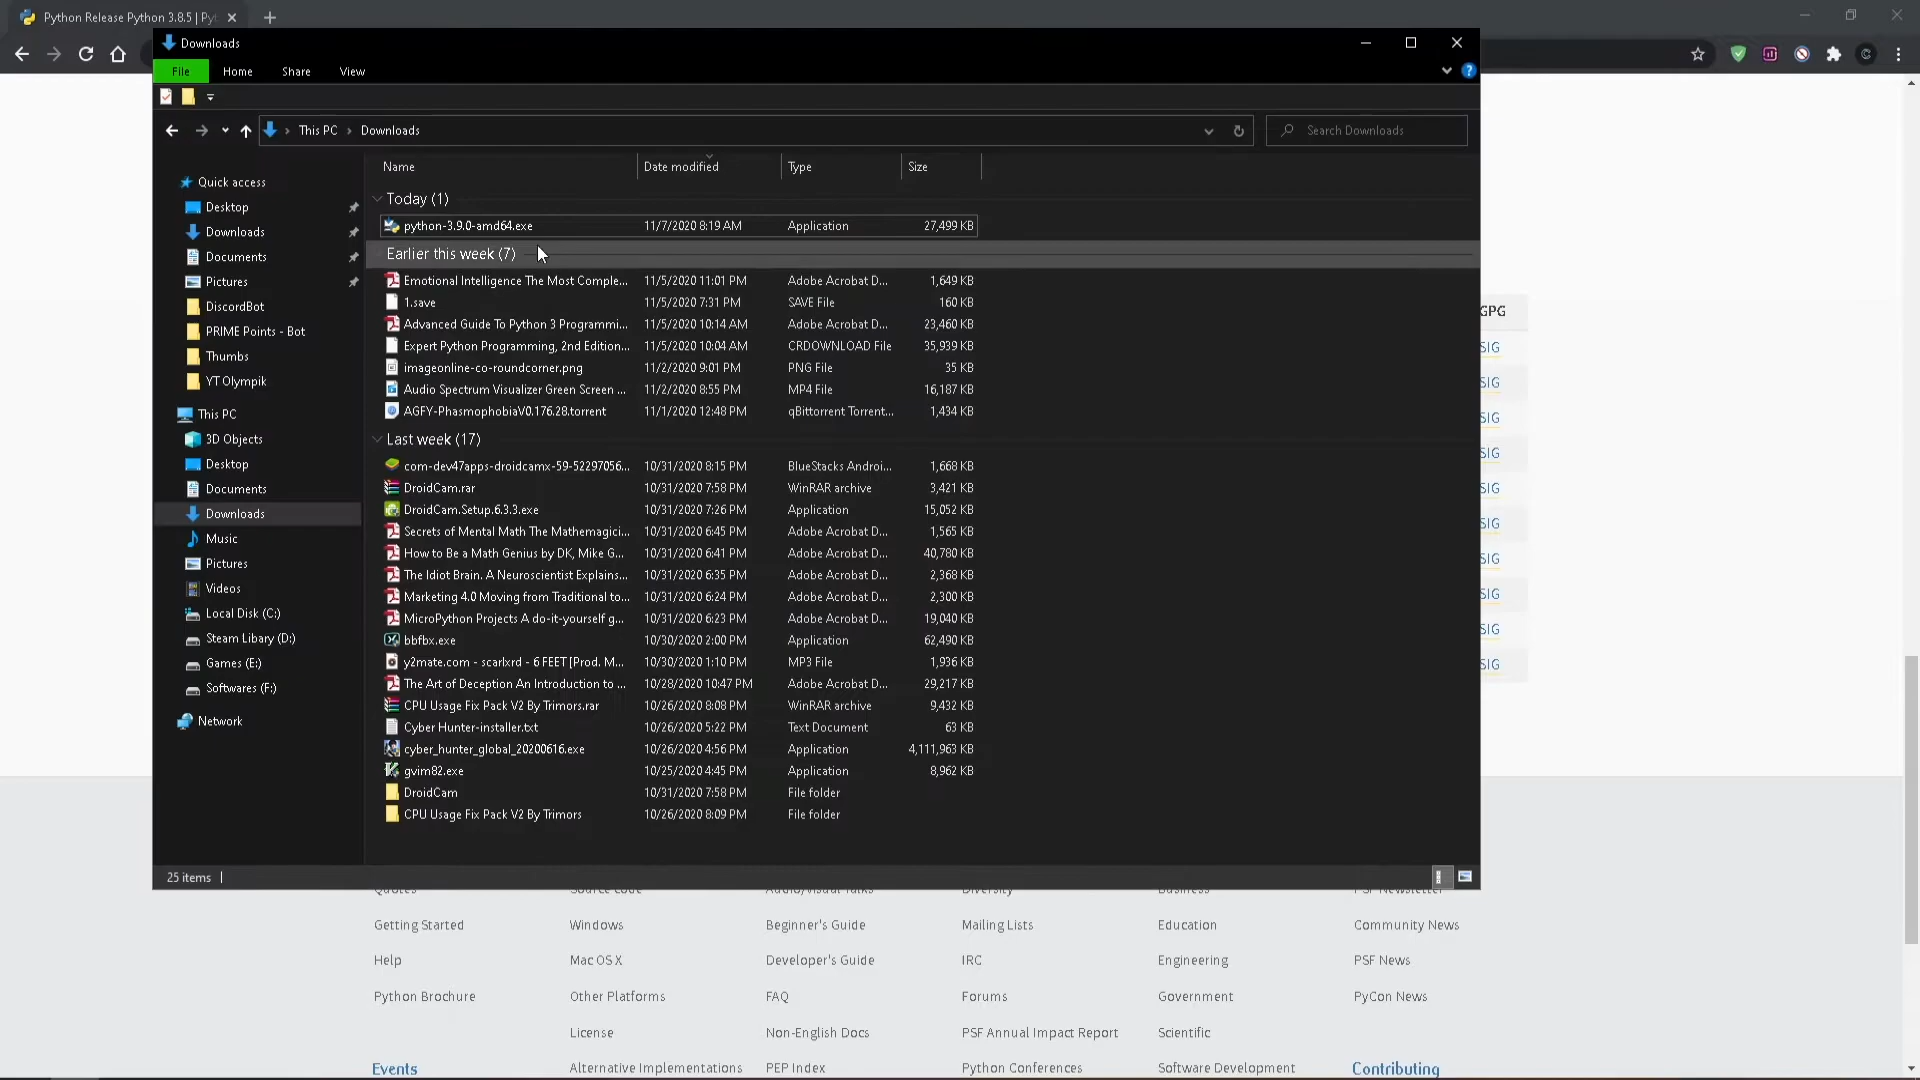 Python Release Python 3.8.5 | Pyt
Downloads
File Home Share View
This PC Downloads
Search Downloads
Name Date modified Type Size
Quick access
Desktop
Downloads
Documents
Pictures
DiscordBot
PRIME Points - Bot
Thumbs
YT Olympik
This PC
3D Objects
Desktop
Documents
Downloads
Music
Pictures
Videos
Local Disk (C:)
Steam Libary (D:)
Games (E:)
Softwares (F:)
Network
Today (1)
python-3.9.0-amd64.exe 11/7/2020 8:19 AM Application 27,499 KB
Earlier this week (7)
Emotional Intelligence The Most Comple... 11/5/2020 11:01 PM Adobe Acrobat D... 1,649 KB
1.save 11/5/2020 7:31 PM SAVE File 160 KB
Advanced Guide To Python 3 Programmi... 11/5/2020 10:14 AM Adobe Acrobat D... 23,460 KB
Expert Python Programming, 2nd Edition... 11/5/2020 10:04 AM CRDOWNLOAD File 35,939 KB
imageonline-co-roundcorner.png 11/2/2020 9:01 PM PNG File 35 KB
Audio Spectrum Visualizer Green Screen ... 11/2/2020 8:55 PM MP4 File 16,187 KB
AGFY-PhasmophobiaV0.176.28.torrent 11/1/2020 12:48 PM qBittorrent Torrent... 1,434 KB
Last week (17)
com-dev47apps-droidcamx-59-52297056... 10/31/2020 8:15 PM BlueStacks Androi... 1,668 KB
DroidCam.rar 10/31/2020 7:58 PM WinRAR archive 3,421 KB
DroidCam.Setup.6.3.3.exe 10/31/2020 7:26 PM Application 15,052 KB
Secrets of Mental Math The Mathemagici... 10/31/2020 6:45 PM Adobe Acrobat D... 1,565 KB
How to Be a Math Genius by DK, Mike G... 10/31/2020 6:41 PM Adobe Acrobat D... 40,780 KB
The Idiot Brain. A Neuroscientist Explains... 10/31/2020 6:35 PM Adobe Acrobat D... 2,368 KB
Marketing 4.0 Moving from Traditional to... 10/31/2020 6:24 PM Adobe Acrobat D... 2,300 KB
MicroPython Projects A do-it-yourself g... 10/31/2020 6:23 PM Adobe Acrobat D... 19,040 KB
bbfbx.exe 10/30/2020 2:00 PM Application 62,490 KB
y2mate.com - scarlxrd - 6 FEET [Prod. M... 10/30/2020 1:10 PM MP3 File 1,936 KB
The Art of Deception An Introduction to ... 10/28/2020 10:47 PM Adobe Acrobat D... 29,217 KB
CPU Usage Fix Pack V2 By Trimors.rar 10/26/2020 8:08 PM WinRAR archive 9,432 KB
Cyber Hunter-installer.txt 10/26/2020 5:22 PM Text Document 63 KB
cyber_hunter_global_20200616.exe 10/26/2020 4:56 PM Application 4,111,963 KB
gvim82.exe 10/25/2020 4:45 PM Application 8,962 KB
DroidCam 10/31/2020 7:58 PM File folder
CPU Usage Fix Pack V2 By Trimors 10/26/2020 8:09 PM File folder
25 items
GPG
SIG
SIG
SIG
SIG
SIG
SIG
SIG
SIG
SIG
SIG
Quotes Source Code Audio/Visual Talks Diversity Business PSF Newsletter
Getting Started Windows Beginner's Guide Mailing Lists Education Community News
Help Mac OS X Developer's Guide IRC Engineering PSF News
Python Brochure Other Platforms FAQ Forums Government PyCon News
License Non-English Docs PSF Annual Impact Report Scientific
Events Alternative Implementations PEP Index Python Conferences Software Development Contributing